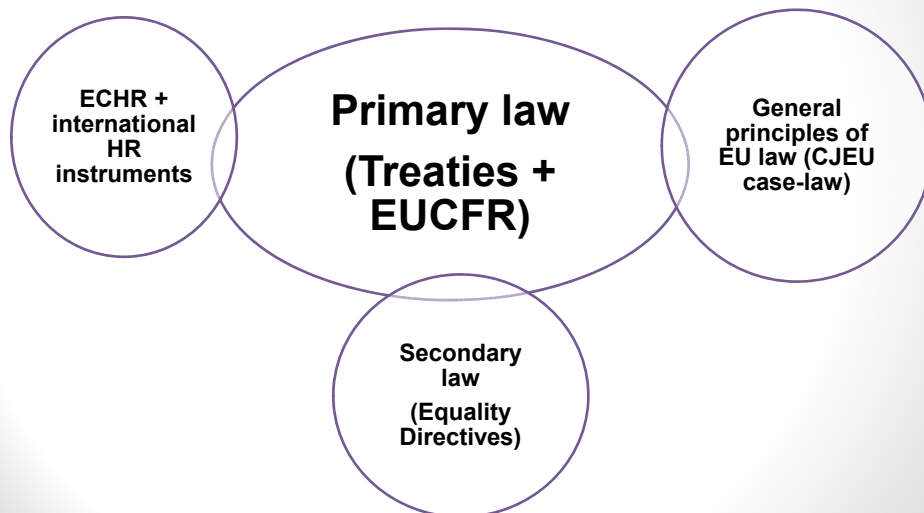 ECHR +
international
HR
instruments
Primary law
(Treaties +
EUCFR)
General
principles of
EU law (CJEU
case-law)
Secondary
law
(Equality
Directives)